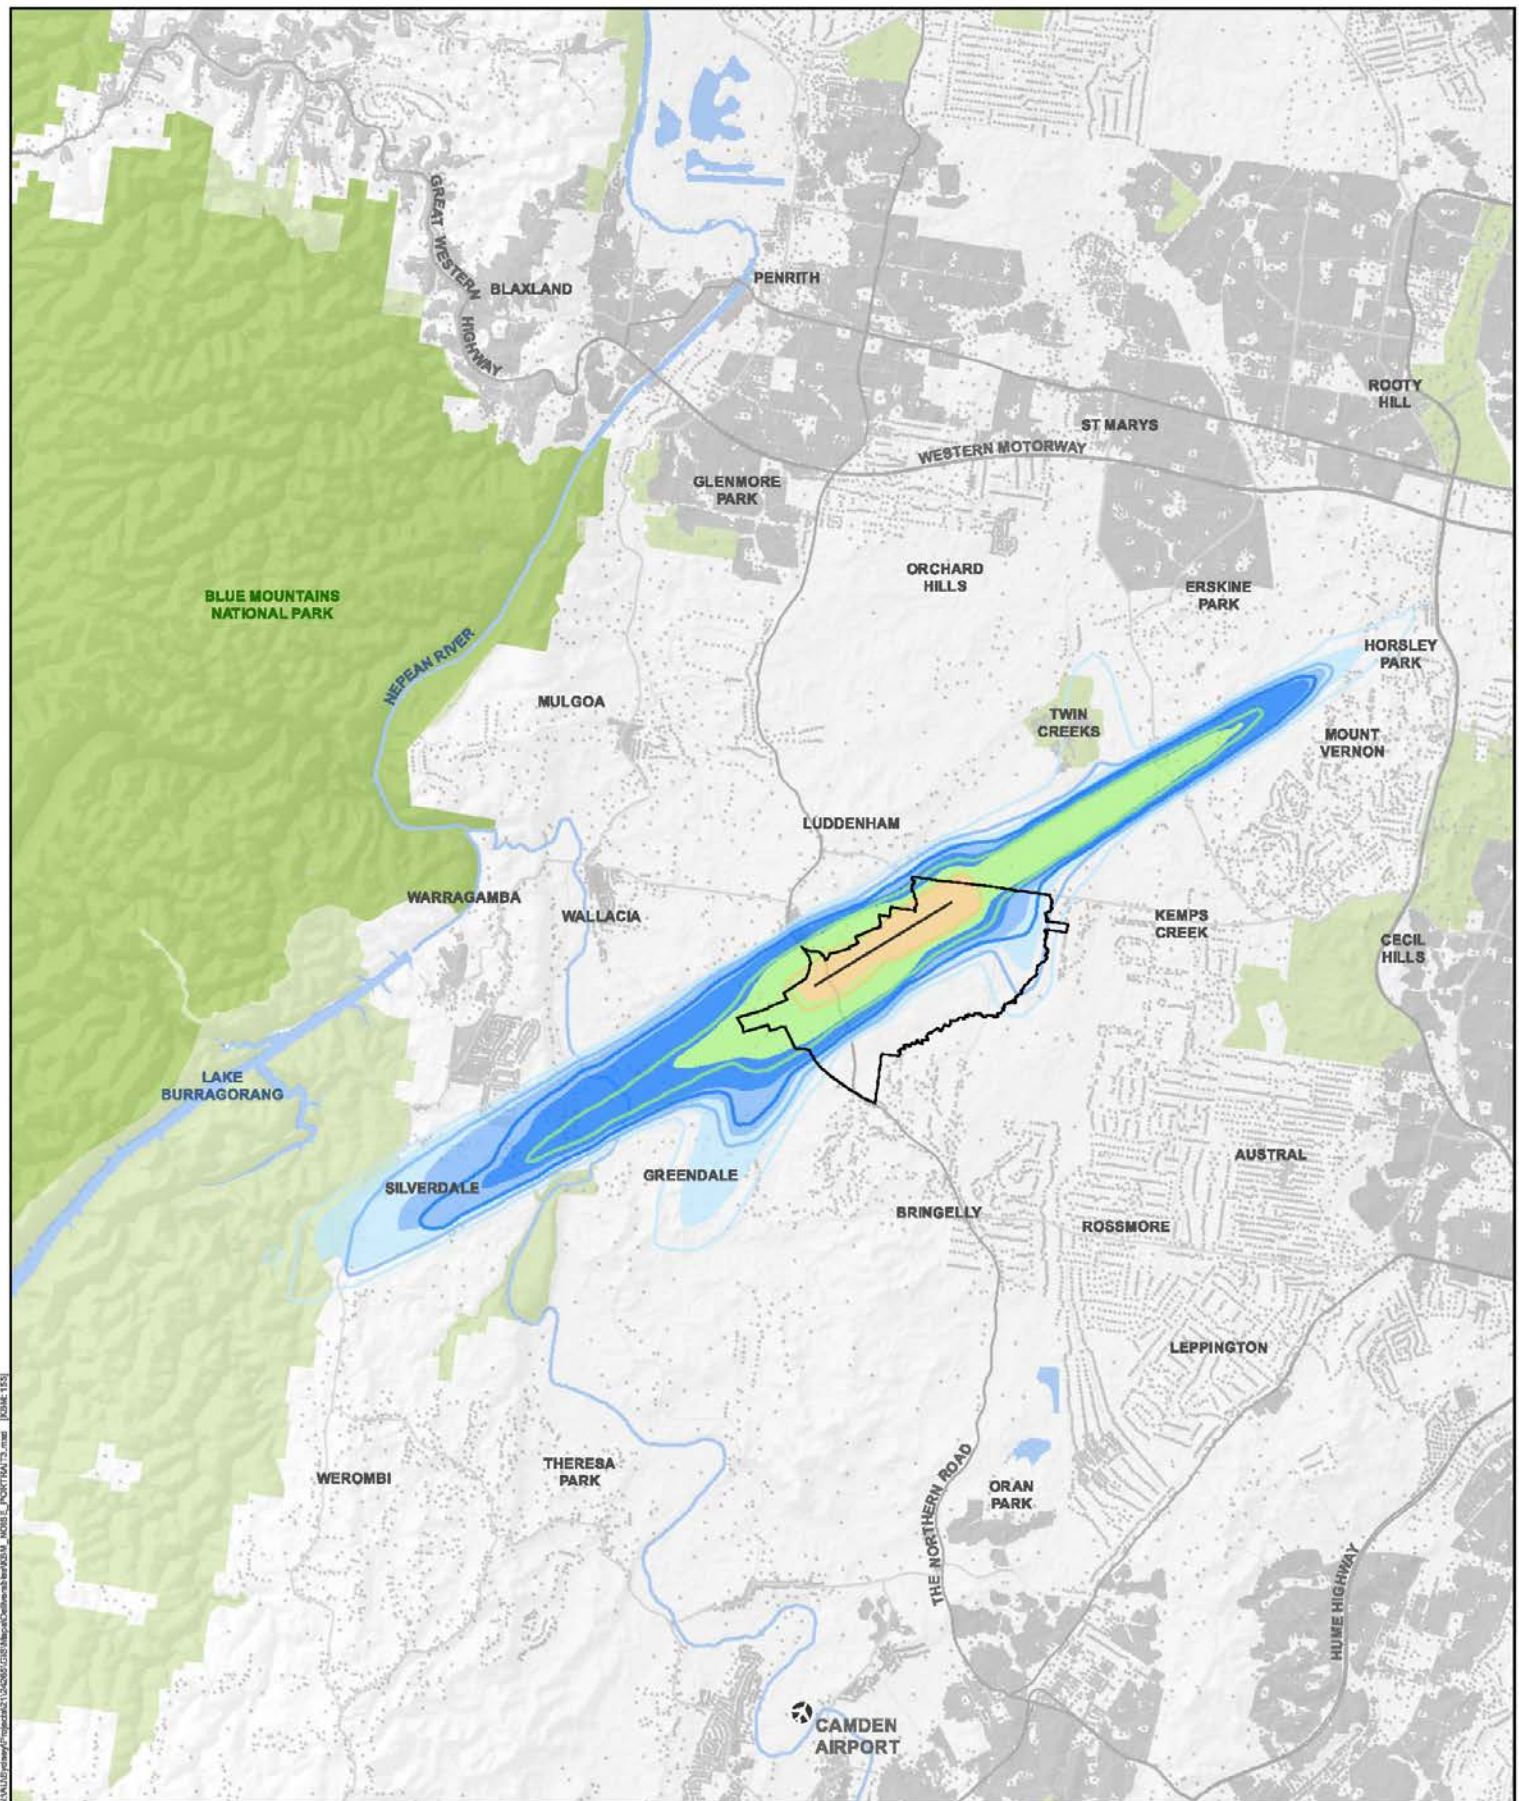 GREAT WESTERN HIGHWAY
BLAXLAND
PENRITH
ROOTY
HILL
ST MARYS
WESTERN MOTORWAY
GLENMORE
PARK
ORCHARD
HILLS
ERSKINE
PARK
BLUE MOUNTAINS
NATIONAL PARK
NEPEAN RIVER
HORSLEY
PARK
MULGOA
TWIN
CREEKS
MOUNT
VERNON
LUDDENHAM
WARRAGAMBA
WALLACIA
KEMPS
CREEK
CECIL
HILLS
LAKE
BURRAGORANG
AUSTRAL
GREENDALE
SILVERDALE
BRINGELLY
ROSSMORE
LEPPINGTON
WEROMBI
THERESA
PARK
ORAN
PARK
THE NORTHERN ROAD
HUME HIGHWAY
CAMDEN
AIRPORT